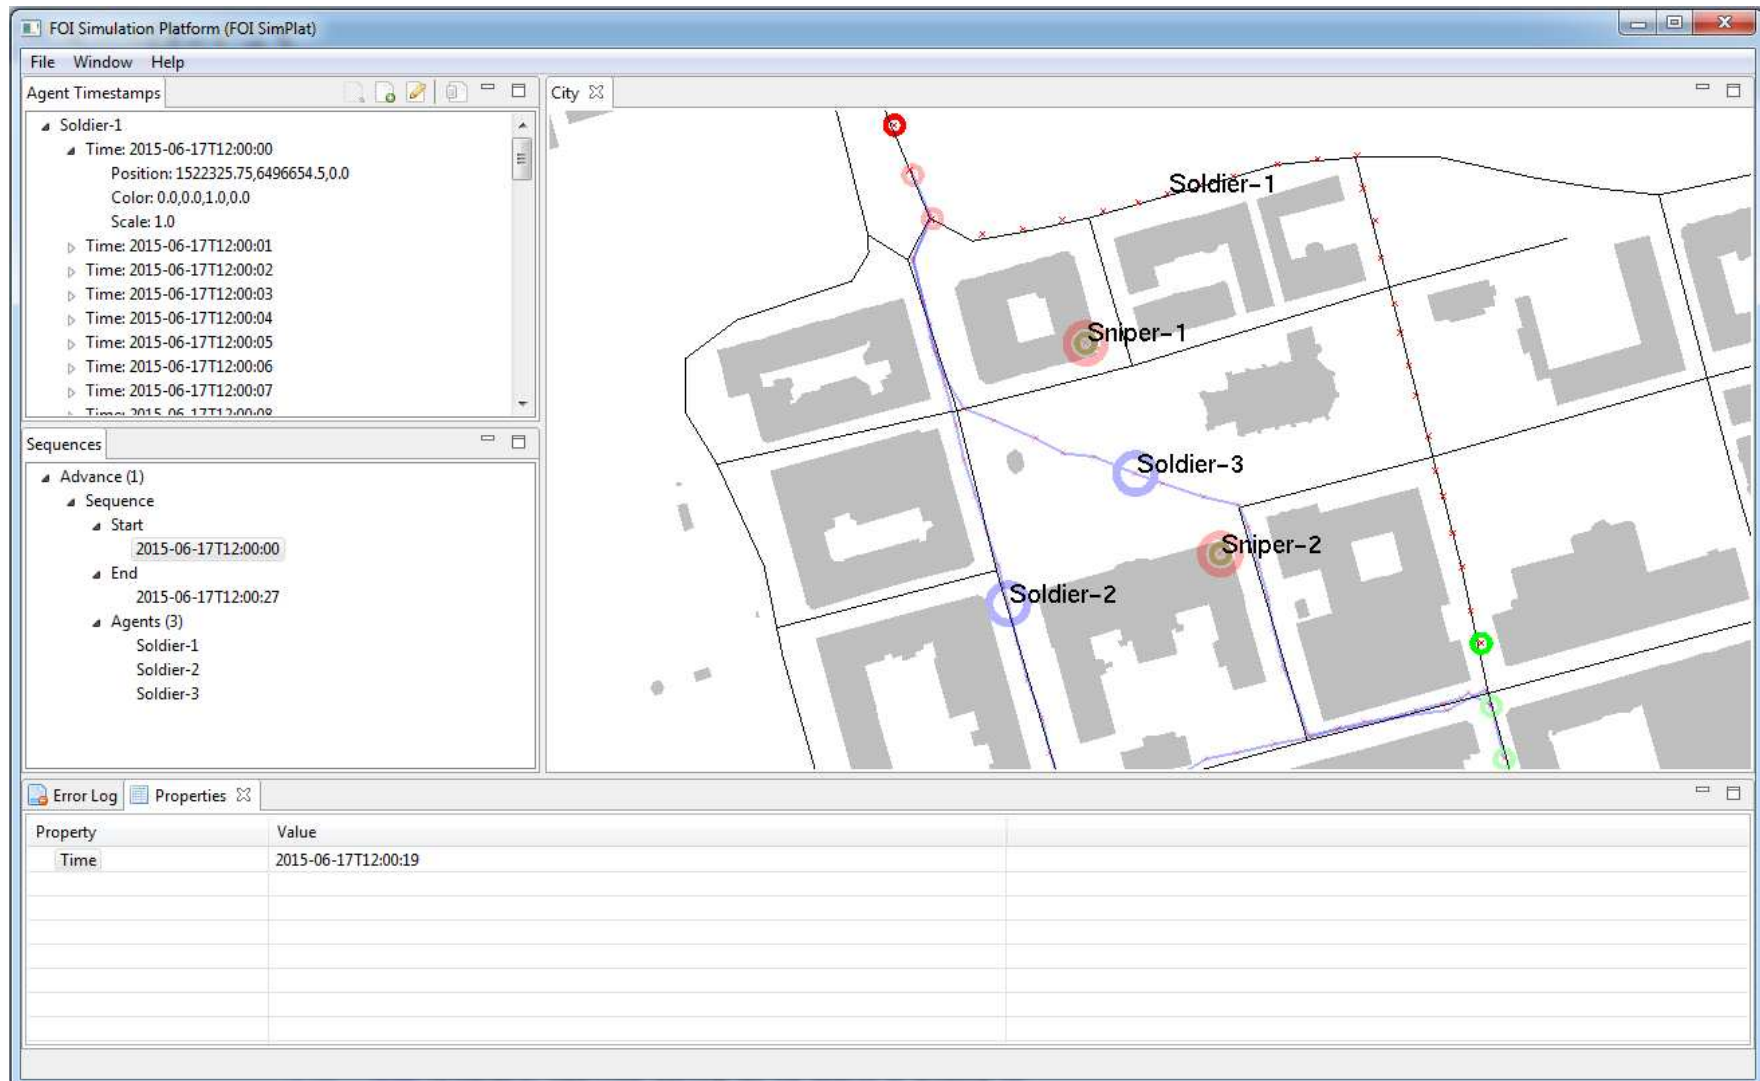 FOI Simulation Platform (FOI SimPlat)
File Window Help
Agent Timestamps
Soldier-1
Time: 2015-06-17T12:00:00
Position: 1522325.75,6496654.5,0.0
Color: 0.0,0.0,1.0,0.0
Scale: 1.0
Time: 2015-06-17T12:00:01
Time: 2015-06-17T12:00:02
Time: 2015-06-17T12:00:03
Time: 2015-06-17T12:00:04
Time: 2015-06-17T12:00:05
Time: 2015-06-17T12:00:06
Time: 2015-06-17T12:00:07
Time: 2015-06-17T12:00:08
Sequences
Advance (1)
Sequence
Start
2015-06-17T12:00:00
End
2015-06-17T12:00:27
Agents (3)
Soldier-1
Soldier-2
Soldier-3
City
Soldier-1
Sniper-1
Soldier-3
Sniper-2
Soldier-2
Error Log Properties
Property Value
Time 2015-06-17T12:00:19